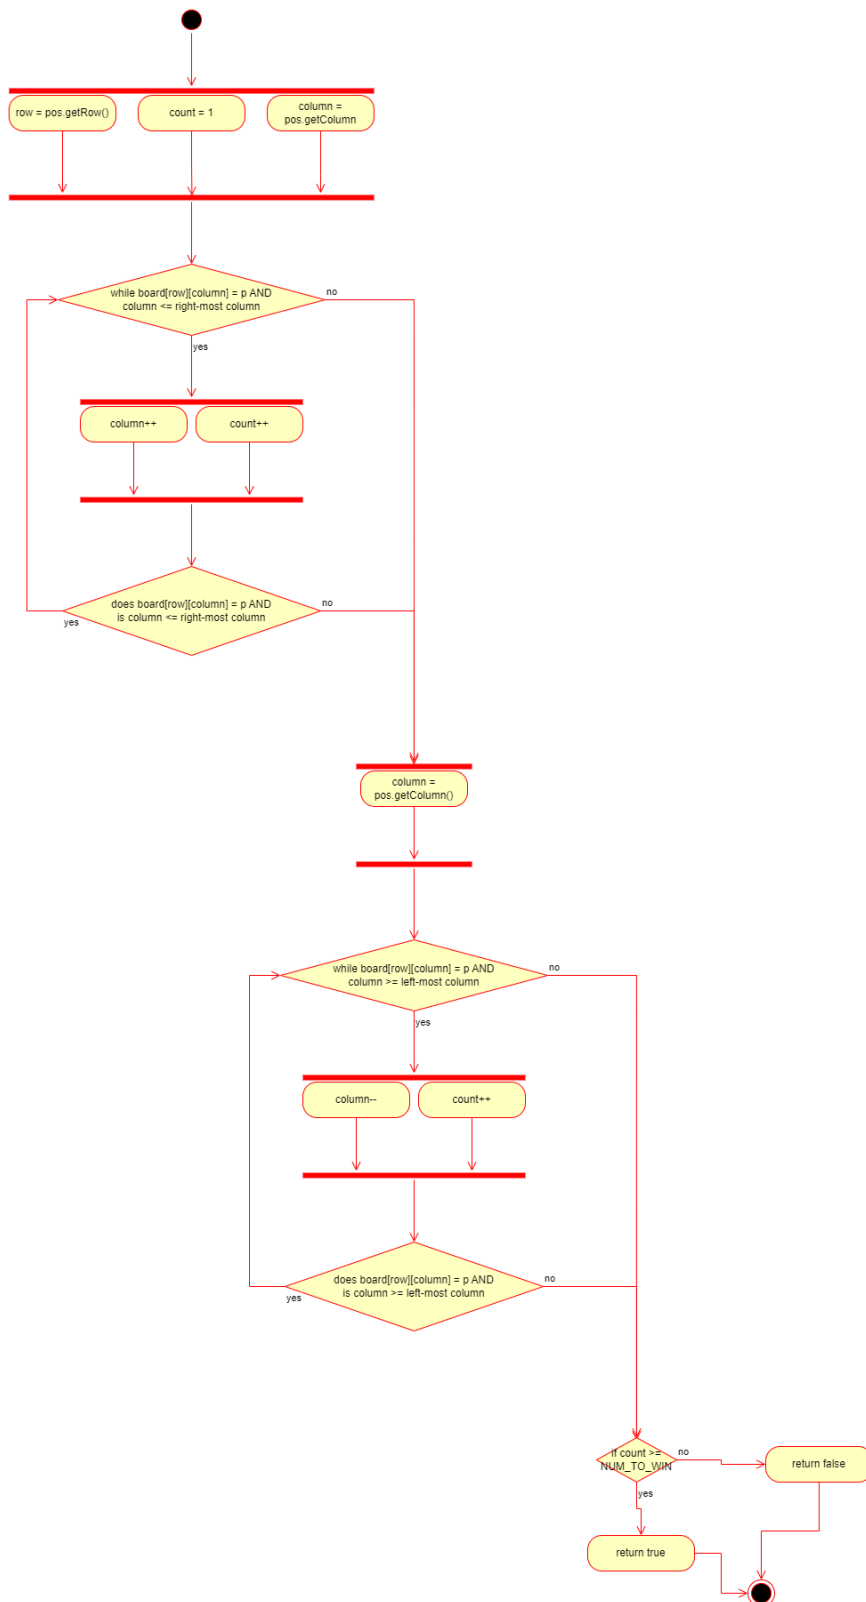 row = pos.getRow()
count = 1
column =
pos.getColumn
while board[row][column] = p AND
column <= right-most column
no
yes
column++
count++
does board[row][column] = p AND
is column <= right-most column
no
yes
column =
pos.getColumn()
while board[row][column] = p AND
column >= left-most column
no
yes
column--
count++
does board[row][column] = p AND
is column >= left-most column
no
yes
if count >=
NUM_TO_WIN
no
yes
return false
return true